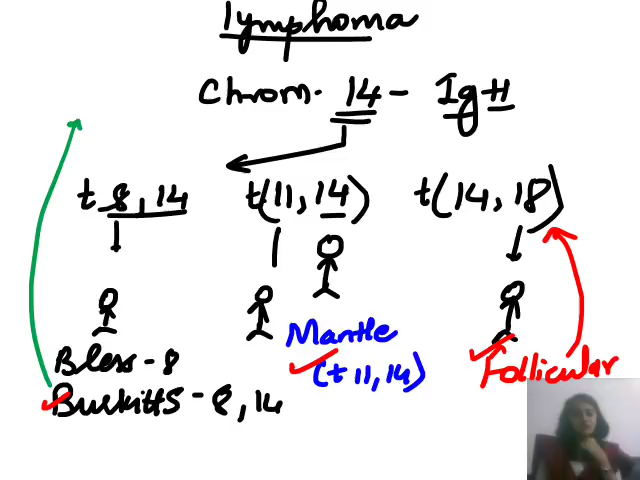 lymphoma
Chrom. 14 - IgH
t 8, 14 t(11, 14) t(14, 18)
Mantle
(t 11, 14)
Follicular
Bless - 8
Burkitts - 8, 14